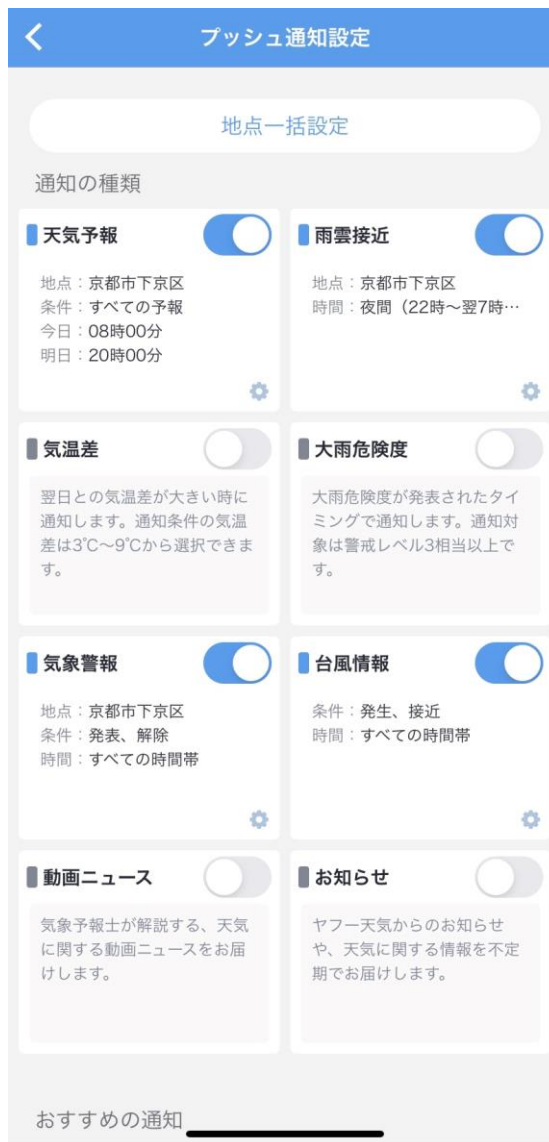 プッシュ通知設定
地点一括設定
通知の種類
天気予報
地点：京都市下京区
条件：すべての予報
今日：08時00分
明日：20時00分
雨雲接近
地点：京都市下京区
時間：夜間（22時～翌7時…
気温差
翌日との気温差が大きい時に
通知します。通知条件の気温
差は3℃～9℃から選択できま
す。
大雨危険度
大雨危険度が発表されたタイ
ミングで通知します。通知対
象は警戒レベル3相当以上で
す。
気象警報
地点：京都市下京区
条件：発表、解除
時間：すべての時間帯
台風情報
条件：発生、接近
時間：すべての時間帯
動画ニュース
気象予報士が解説する、天気
に関する動画ニュースをお届
けします。
お知らせ
ヤフー天気からのお知らせ
や、天気に関する情報を不定
期でお届けします。
おすすめの通知